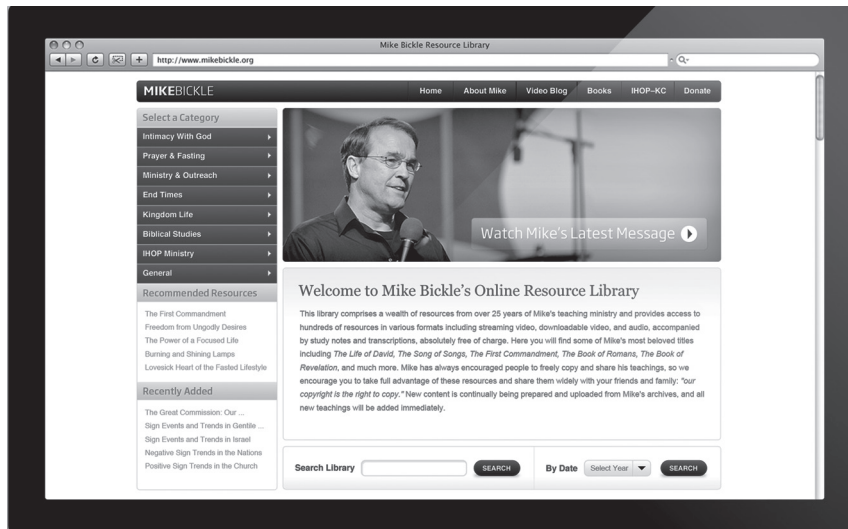 Mike Bickle Resource Library
http://www.mikebickle.org
MIKEBICKLE
Home About Mike Video Blog Books IHOP–KC Donate
Select a Category
Intimacy With God
Prayer & Fasting
Ministry & Outreach
End Times
Kingdom Life
Biblical Studies
IHOP Ministry
General
Recommended Resources
The First Commandment
Freedom from Ungodly Desires
The Power of a Focused Life
Burning and Shining Lamps
Lovesick Heart of the Fasted Lifestyle
Recently Added
The Great Commission: Our ...
Sign Events and Trends in Gentile ...
Sign Events and Trends in Israel
Negative Sign Trends in the Nations
Positive Sign Trends in the Church
Watch Mike's Latest Message
Welcome to Mike Bickle's Online Resource Library
This library comprises a wealth of resources from over 25 years of Mike's teaching ministry and provides access to
hundreds of resources in various formats including streaming video, downloadable video, and audio, accompanied
by study notes and transcriptions, absolutely free of charge. Here you will find some of Mike's most beloved titles
including The Life of David, The Song of Songs, The First Commandment, The Book of Romans, The Book of
Revelation, and much more. Mike has always encouraged people to freely copy and share his teachings, so we
encourage you to take full advantage of these resources and share them widely with your friends and family: "our
copyright is the right to copy." New content is continually being prepared and uploaded from Mike's archives, and all
new teachings will be added immediately.
Search Library SEARCH By Date Select Year SEARCH